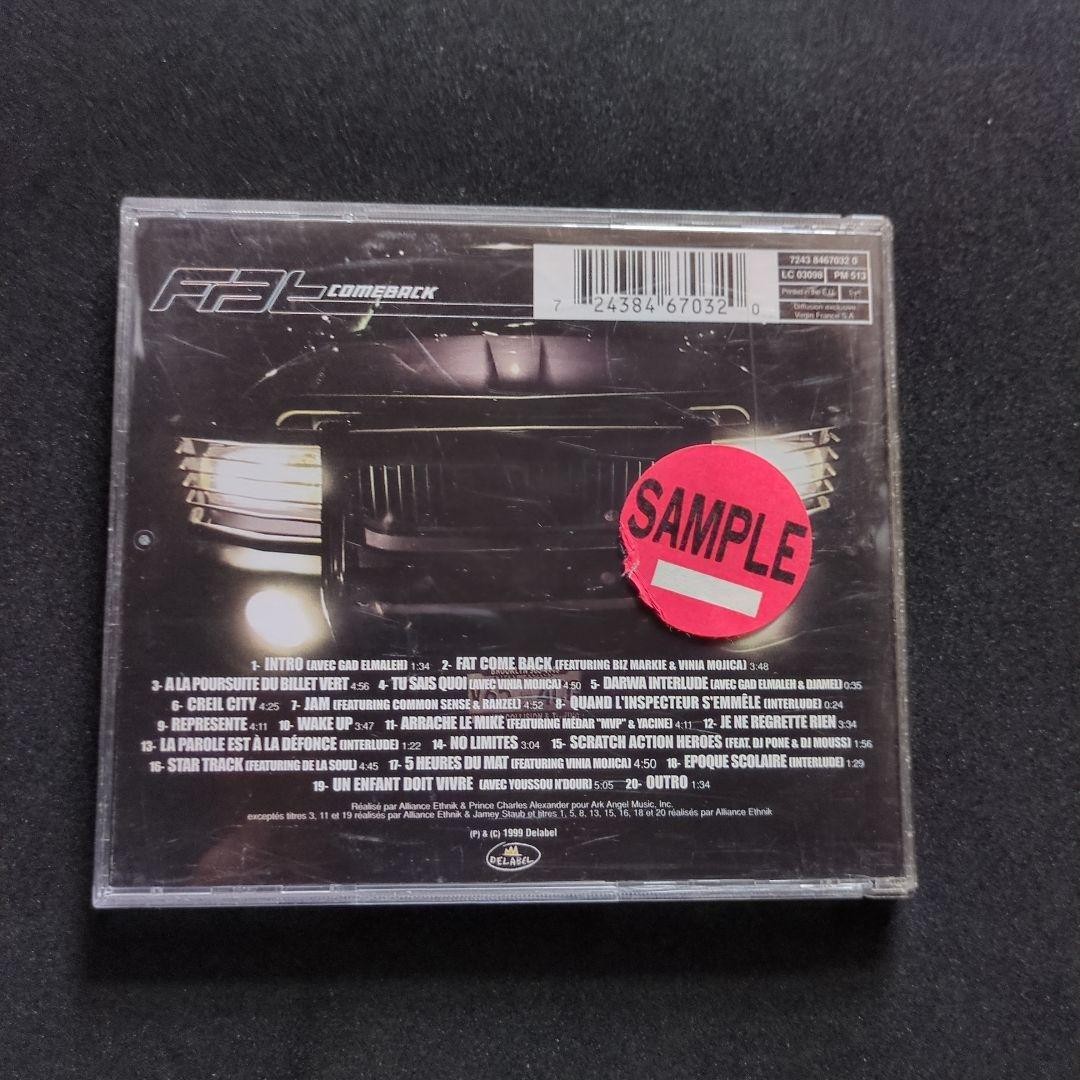 FAT COMEBACK
7 24384 67032 0
7243 8467032 0
LC 03098 PM 513
Printed in the E.U.
Diffusion exclusive
Virgin France S.A
SAMPLE
1- INTRO (AVEC GAD ELMALEH) 1:34 2- FAT COME BACK (FEATURING BIZ MARKIE & VINIA MOJICA) 3:48
3- A LA POURSUITE DU BILLET VERT 4:56 4- TU SAIS QUOI (AVEC VINIA MOJICA) 4:50 5- DARWA INTERLUDE (AVEC GAD ELMALEH & DJAMEL) 0:35
6- CREIL CITY 4:25 7- JAM (FEATURING COMMON SENSE & RAHZEL) 4:52 8- QUAND L'INSPECTEUR S'EMMÊLE (INTERLUDE) 0:24
9- REPRESENTE 4:11 10- WAKE UP 3:47 11- ARRACHE LE MIKE (FEATURING MEDAR "MVP" & YACINE) 4:11 12- JE NE REGRETTE RIEN 3:34
13- LA PAROLE EST À LA DÉFONCE (INTERLUDE) 1:22 14- NO LIMITES 3:04 15- SCRATCH ACTION HEROES (FEAT. DJ PONE & DJ MOUSS) 1:56
16- STAR TRACK (FEATURING DE LA SOUL) 4:45 17- 5 HEURES DU MAT (FEATURING VINIA MOJICA) 4:50 18- EPOQUE SCOLAIRE (INTERLUDE) 1:29
19- UN ENFANT DOIT VIVRE (AVEC YOUSSOU N'DOUR) 5:05 20- OUTRO 1:34
Réalisé par Alliance Ethnik & Prince Charles Alexander pour Ark Angel Music, Inc.
exceptés titres 3, 11 et 19 réalisés par Alliance Ethnik & Jamey Staub et titres 1, 5, 8, 13, 15, 16, 18 et 20 réalisés par Alliance Ethnik
(P) & (C) 1999 Delabel
DELABEL